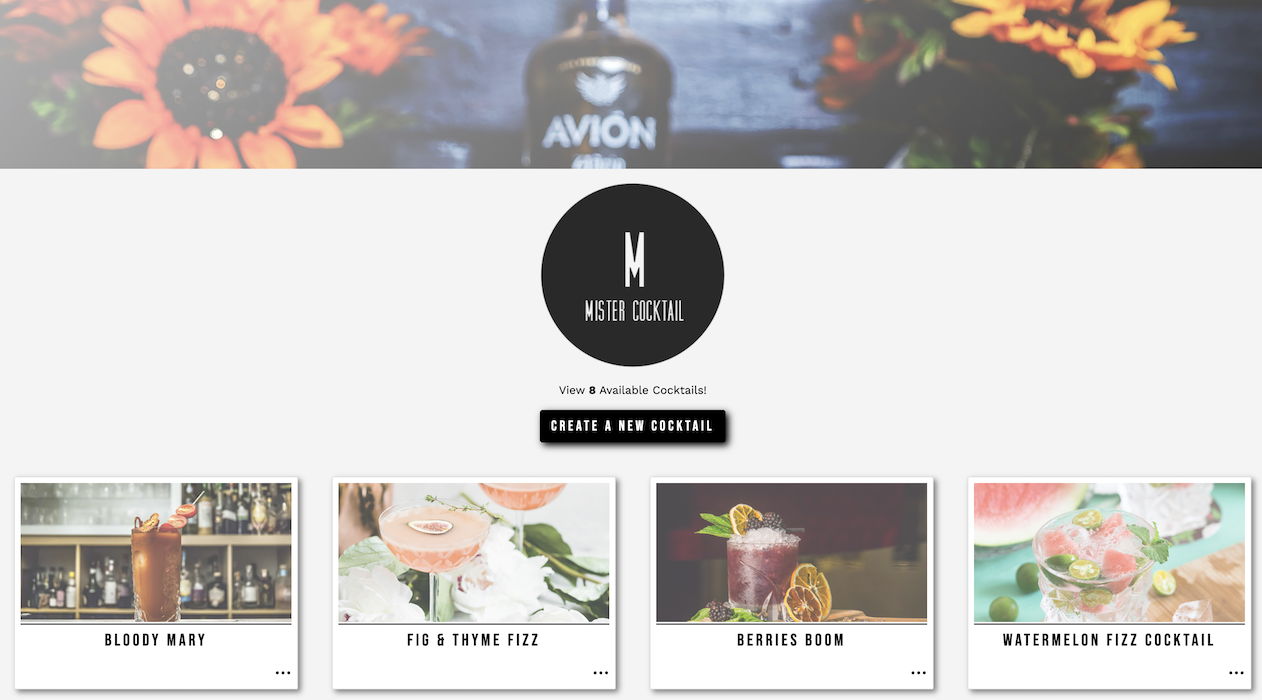 AVIÓN
M
MISTER COCKTAIL
View 8 Available Cocktails!
CREATE A NEW COCKTAIL
BLOODY MARY
FIG & THYME FIZZ
BERRIES BOOM
WATERMELON FIZZ COCKTAIL